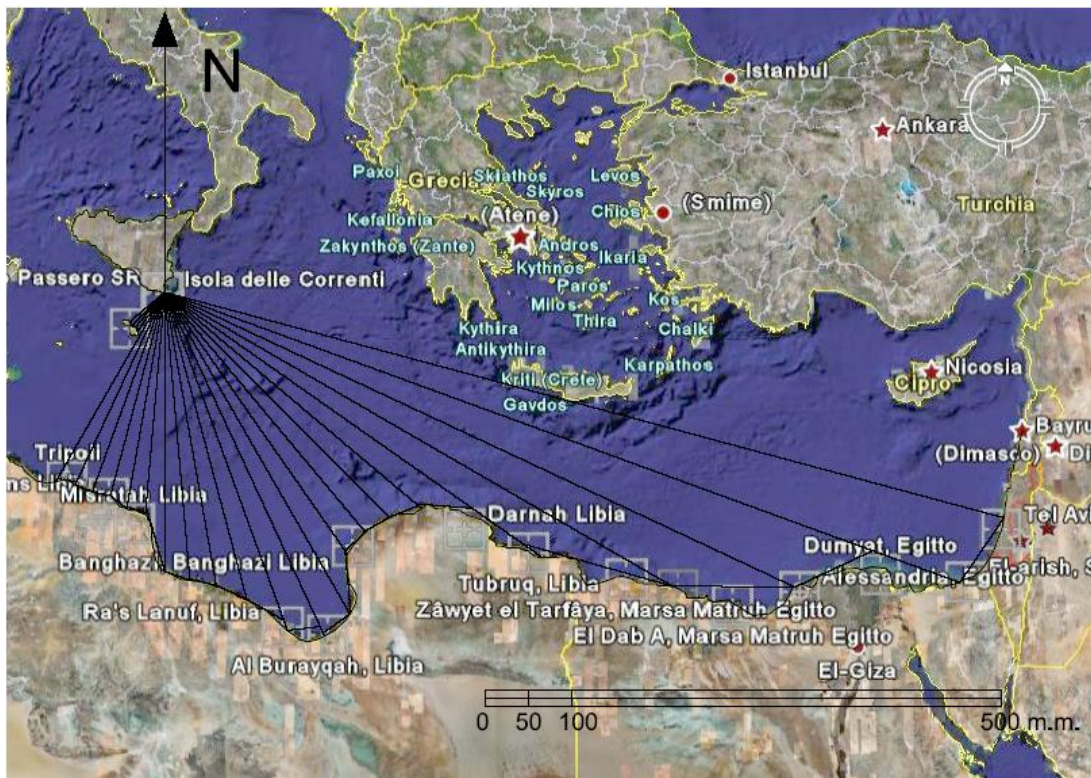 N
N
Istanbul
Ankara
Paxoi
Grecia
Skiathos
Skyros
Levos
Turchia
Kefallonia
(Atene)
Chios
(Smirne)
Zakynthos (Zante)
Andros
Ikaria
Passero SR
Isola delle Correnti
Kythnos
Paros
Milos
Thira
Kos
Kythira
Chalki
Antikythira
Karpathos
Nicosia
Kriti (Crete)
Cipro
Gavdos
Bayru
(Dimasco)
Di
Tripoil
Misratah Libia
Darnah Libia
Tel Av
Banghazi
Banghazi Libia
Dumyat, Egitto
Tubruq, Libia
Alessandria, Egitto
El-arish, S
Ra's Lanuf, Libia
Zâwyet el Tarfâya, Marsa Matruh Egitto
El Dab A, Marsa Matruh Egitto
Al Burayqah, Libia
El-Giza
0 50 100 500 m.m.